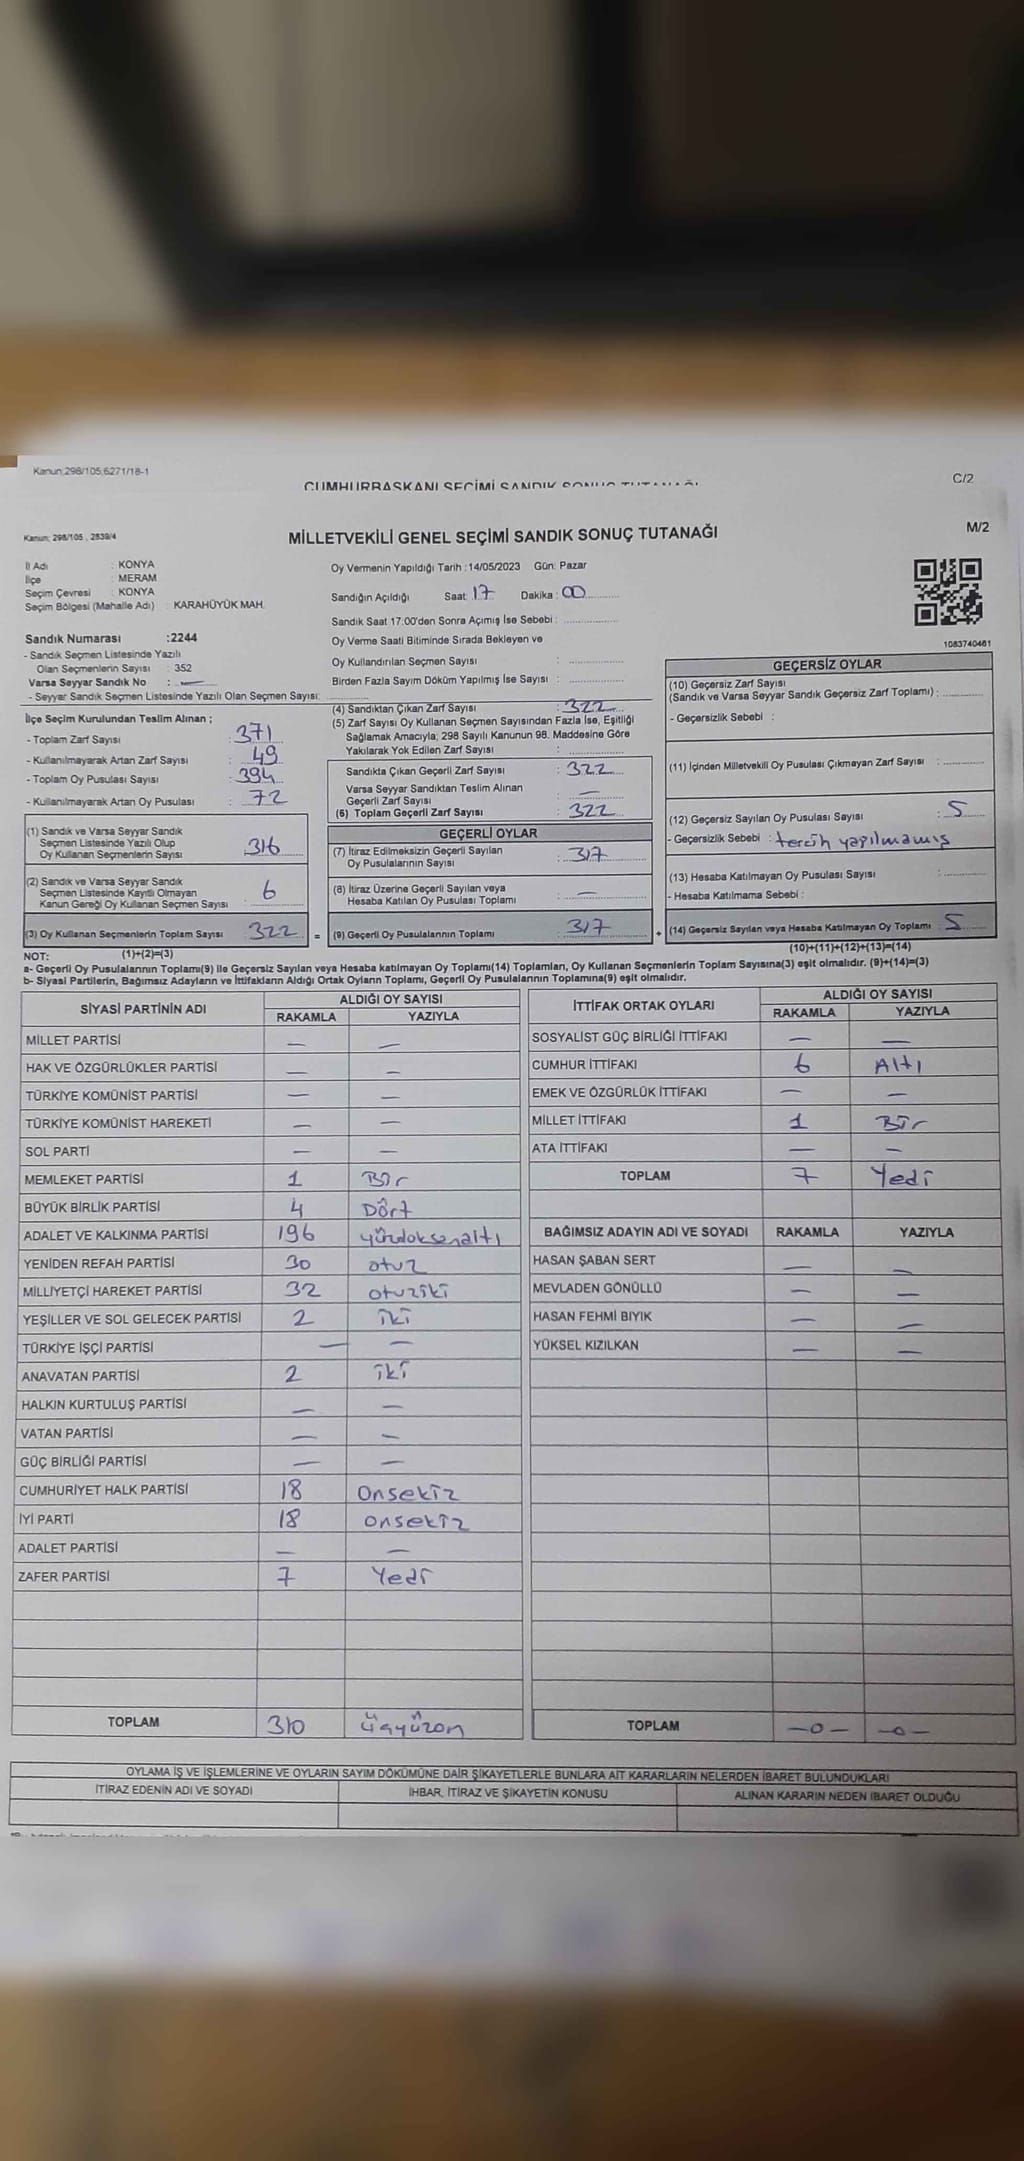 Kanun;298/105;6271/18-1
C/2
CUMHURBAŞKANI SEÇİMİ SANDIK SONUÇ TUTANAĞI
Kanun; 298/105 , 2839/4
MİLLETVEKİLİ GENEL SEÇİMİ SANDIK SONUÇ TUTANAĞI
M/2
İl Adı : KONYA
İlçe : MERAM
Seçim Çevresi : KONYA
Seçim Bölgesi (Mahalle Adı) : KARAHÜYÜK MAH.
Sandık Numarası :2244
- Sandık Seçmen Listesinde Yazılı
Olan Seçmenlerin Sayısı : 352
Varsa Seyyar Sandık No : —
- Seyyar Sandık Seçmen Listesinde Yazılı Olan Seçmen Sayısı: ............
Oy Vermenin Yapıldığı Tarih :14/05/2023 Gün: Pazar
Sandığın Açıldığı Saat 17 Dakika : 00
Sandık Saat 17:00'den Sonra Açımış İse Sebebi : ............
Oy Verme Saati Bitiminde Sırada Bekleyen ve
Oy Kullandırılan Seçmen Sayısı : ............
Birden Fazla Sayım Döküm Yapılmış İse Sayısı : ............
1083740461
İlçe Seçim Kurulundan Teslim Alınan ;
- Toplam Zarf Sayısı : 371
- Kullanılmayarak Artan Zarf Sayısı : 49
- Toplam Oy Pusulası Sayısı : 394
- Kullanılmayarak Artan Oy Pusulası : 72
(1) Sandık ve Varsa Seyyar Sandık
Seçmen Listesinde Yazılı Olup
Oy Kullanan Seçmenlerin Sayısı : 316
(2) Sandık ve Varsa Seyyar Sandık
Seçmen Listesinde Kayıtlı Olmayan
Kanun Gereği Oy Kullanan Seçmen Sayısı : 6
(3) Oy Kullanan Seçmenlerin Toplam Sayısı 322 =
(4) Sandıktan Çıkan Zarf Sayısı : 322
(5) Zarf Sayısı Oy Kullanan Seçmen Sayısından Fazla İse, Eşitliği
Sağlamak Amacıyla; 298 Sayılı Kanunun 98. Maddesine Göre
Yakılarak Yok Edilen Zarf Sayısı : ............
Sandıkta Çıkan Geçerli Zarf Sayısı : 322
Varsa Seyyar Sandıktan Teslim Alınan
Geçerli Zarf Sayısı : —
(6) Toplam Geçerli Zarf Sayısı : 322
GEÇERLİ OYLAR
(7) İtiraz Edilmeksizin Geçerli Sayılan
Oy Pusulalarının Sayısı : 317
(8) İtiraz Üzerine Geçerli Sayılan veya
Hesaba Katılan Oy Pusulası Toplamı : —
(9) Geçerli Oy Pusulalarının Toplamı : 317 +
GEÇERSİZ OYLAR
(10) Geçersiz Zarf Sayısı
(Sandık ve Varsa Seyyar Sandık Geçersiz Zarf Toplamı) : ............
- Geçersizlik Sebebi :
(11) İçinden Milletvekili Oy Pusulası Çıkmayan Zarf Sayısı : ............
(12) Geçersiz Sayılan Oy Pusulası Sayısı : 5
- Geçersizlik Sebebi : tercih yapılmamış
(13) Hesaba Katılmayan Oy Pusulası Sayısı : ............
- Hesaba Katılmama Sebebi :
(14) Geçersiz Sayılan veya Hesaba Katılmayan Oy Toplamı : 5
NOT: (1)+(2)=(3)
(10)+(11)+(12)+(13)=(14)
a- Geçerli Oy Pusulalarının Toplamı(9) ile Geçersiz Sayılan veya Hesaba katılmayan Oy Toplamı(14) Toplamları, Oy Kullanan Seçmenlerin Toplam Sayısına(3) eşit olmalıdır. (9)+(14)=(3)
b- Siyasi Partilerin, Bağımsız Adayların ve İttifakların Aldığı Ortak Oyların Toplamı, Geçerli Oy Pusulalarının Toplamına(9) eşit olmalıdır.
SİYASİ PARTİNİN ADI ALDIĞI OY SAYISI
RAKAMLA YAZIYLA
MİLLET PARTİSİ — —
HAK VE ÖZGÜRLÜKLER PARTİSİ — —
TÜRKİYE KOMÜNİST PARTİSİ — —
TÜRKİYE KOMÜNİST HAREKETİ — —
SOL PARTİ — —
MEMLEKET PARTİSİ 1 Bir
BÜYÜK BİRLİK PARTİSİ 4 Dört
ADALET VE KALKINMA PARTİSİ 196 yüzdoksanaltı
YENİDEN REFAH PARTİSİ 30 otuz
MİLLİYETÇİ HAREKET PARTİSİ 32 otuziki
YEŞİLLER VE SOL GELECEK PARTİSİ 2 iki
TÜRKİYE İŞÇİ PARTİSİ — —
ANAVATAN PARTİSİ 2 iki
HALKIN KURTULUŞ PARTİSİ — —
VATAN PARTİSİ — —
GÜÇ BİRLİĞİ PARTİSİ — —
CUMHURİYET HALK PARTİSİ 18 Onsekiz
İYİ PARTİ 18 onsekiz
ADALET PARTİSİ — —
ZAFER PARTİSİ 7 Yedi
TOPLAM 310 üçyüzon
İTTİFAK ORTAK OYLARI ALDIĞI OY SAYISI
RAKAMLA YAZIYLA
SOSYALİST GÜÇ BİRLİĞİ İTTİFAKI — —
CUMHUR İTTİFAKI 6 Altı
EMEK VE ÖZGÜRLÜK İTTİFAKI — —
MİLLET İTTİFAKI 1 Bir
ATA İTTİFAKI — —
TOPLAM 7 Yedi
BAĞIMSIZ ADAYIN ADI VE SOYADI RAKAMLA YAZIYLA
HASAN ŞABAN SERT — —
MEVLADEN GÖNÜLLÜ — —
HASAN FEHMİ BIYIK — —
YÜKSEL KIZILKAN — —
TOPLAM —0— —0—
OYLAMA İŞ VE İŞLEMLERİNE VE OYLARIN SAYIM DÖKÜMÜNE DAİR ŞİKAYETLERLE BUNLARA AİT KARARLARIN NELERDEN İBARET BULUNDUKLARI
İTİRAZ EDENİN ADI VE SOYADI İHBAR, İTİRAZ VE ŞİKAYETİN KONUSU ALINAN KARARIN NEDEN İBARET OLDUĞU